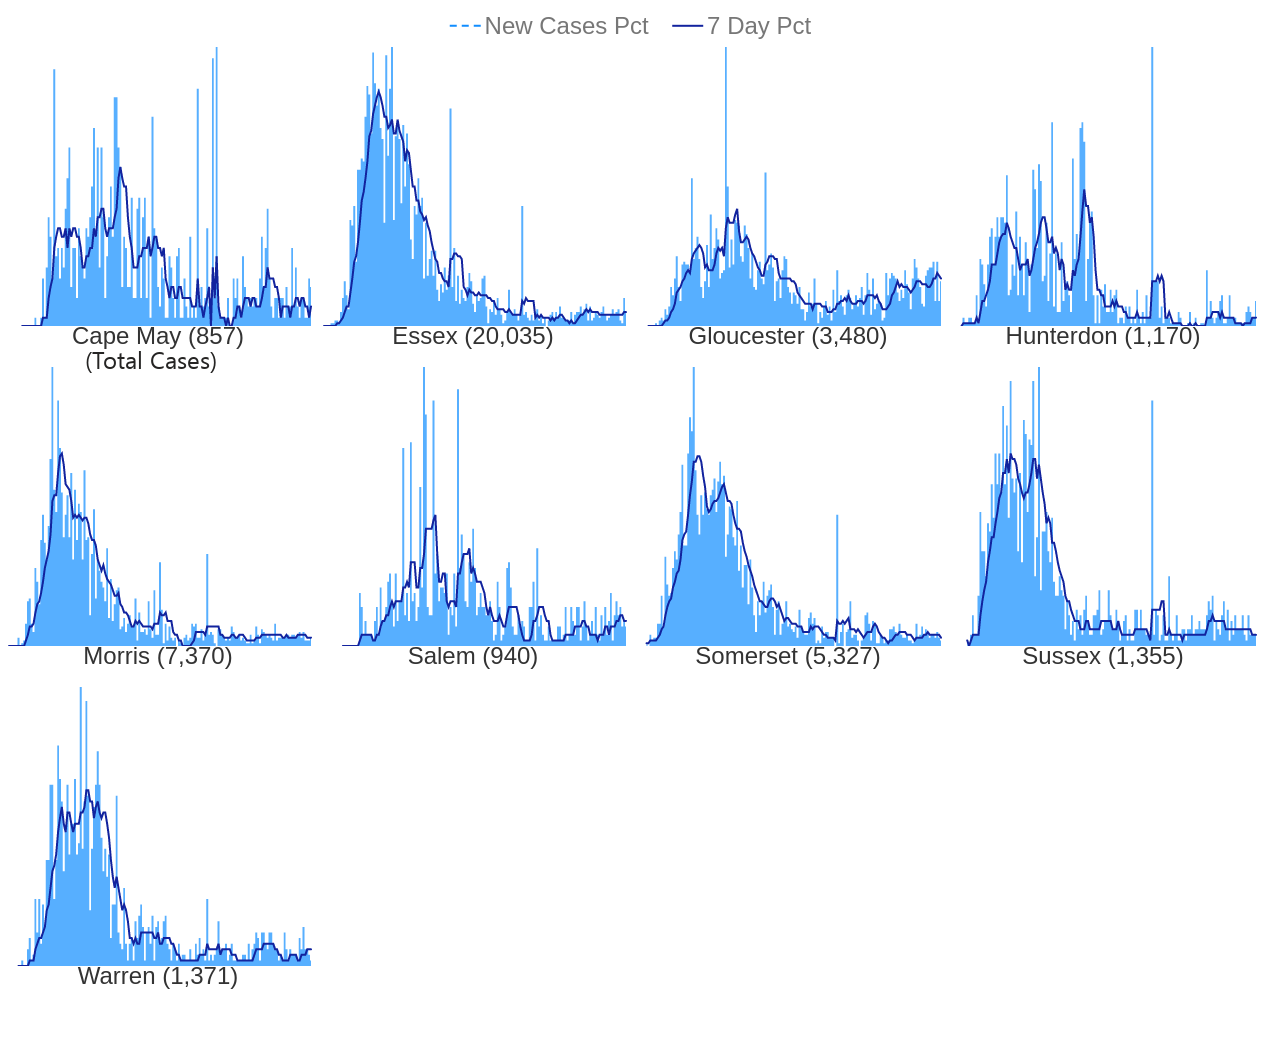 New Cases Pct 7 Day Pct
Cape May (857) Essex (20,035) Gloucester (3,480) Hunterdon (1,170)
(Total Cases)
Morris (7,370) Salem (940) Somerset (5,327) Sussex (1,355)
Warren (1,371)